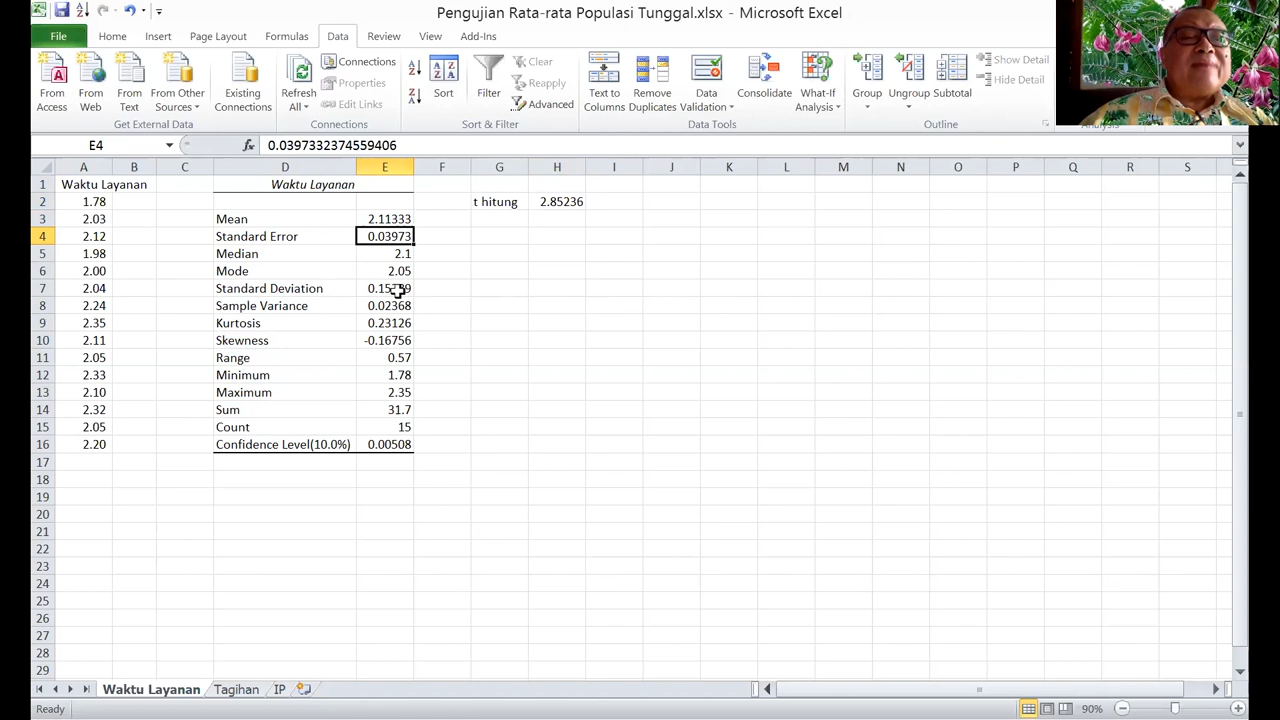 Pengujian Rata-rata Populasi Tunggal.xlsx - Microsoft Excel
File Home Insert Page Layout Formulas Data Review View Add-Ins
From Access
From Web
From Text
From Other Sources
Existing Connections
Get External Data
Refresh All
Connections
Properties
Edit Links
Connections
Sort
Filter
Clear
Reapply
Advanced
Sort & Filter
Text to Columns
Remove Duplicates
Data Validation
Consolidate
What-If Analysis
Data Tools
Group
Ungroup
Subtotal
Show Detail
Hide Detail
Outline
E4 fx 0.0397332374559406
A B C D E F G H I J K L M N O P Q R S
1 Waktu Layanan Waktu Layanan
2 1.78 t hitung 2.85236
3 2.03 Mean 2.11333
4 2.12 Standard Error 0.03973
5 1.98 Median 2.1
6 2.00 Mode 2.05
7 2.04 Standard Deviation
8 2.24 Sample Variance 0.02368
9 2.35 Kurtosis 0.23126
10 2.11 Skewness -0.16756
11 2.05 Range 0.57
12 2.33 Minimum 1.78
13 2.10 Maximum 2.35
14 2.32 Sum 31.7
15 2.05 Count 15
16 2.20 Confidence Level(10.0%) 0.00508
17
18
19
20
21
22
23
24
25
26
27
28
29
Waktu Layanan Tagihan IP
Ready 90%